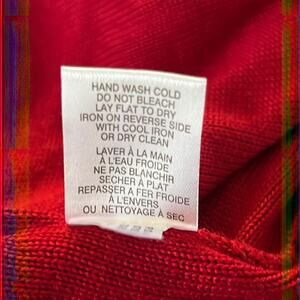 HAND WASH COLD
DO NOT BLEACH
LAY FLAT TO DRY
IRON ON REVERSE SIDE
WITH COOL IRON
OR DRY CLEAN
LAVER À LA MAIN
À L'EAU FROIDE
NE PAS BLANCHIR
SECHER À PLAT
REPASSER A FER FROIDE
À L'ENVERS
OU NETTOYAGE À SEC